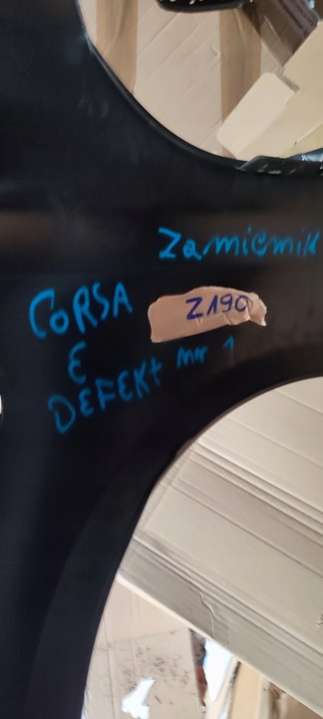 Zamiennik
CORSA
Z190
E
DEFEKT nr 1